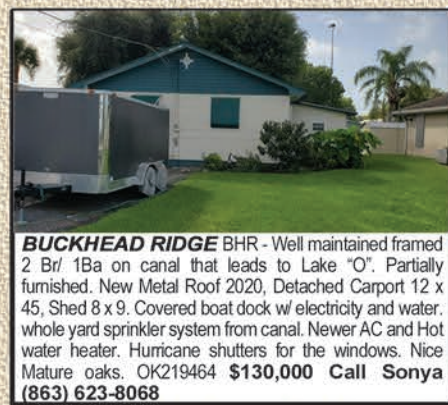 BUCKHEAD RIDGE BHR - Well maintained framed
2 Br/ 1Ba on canal that leads to Lake "O". Partially
furnished. New Metal Roof 2020, Detached Carport 12 x
45, Shed 8 x 9. Covered boat dock w/ electricity and water.
whole yard sprinkler system from canal. Newer AC and Hot
water heater. Hurricane shutters for the windows. Nice
Mature oaks. OK219464 $130,000 Call Sonya
(863) 623-8068